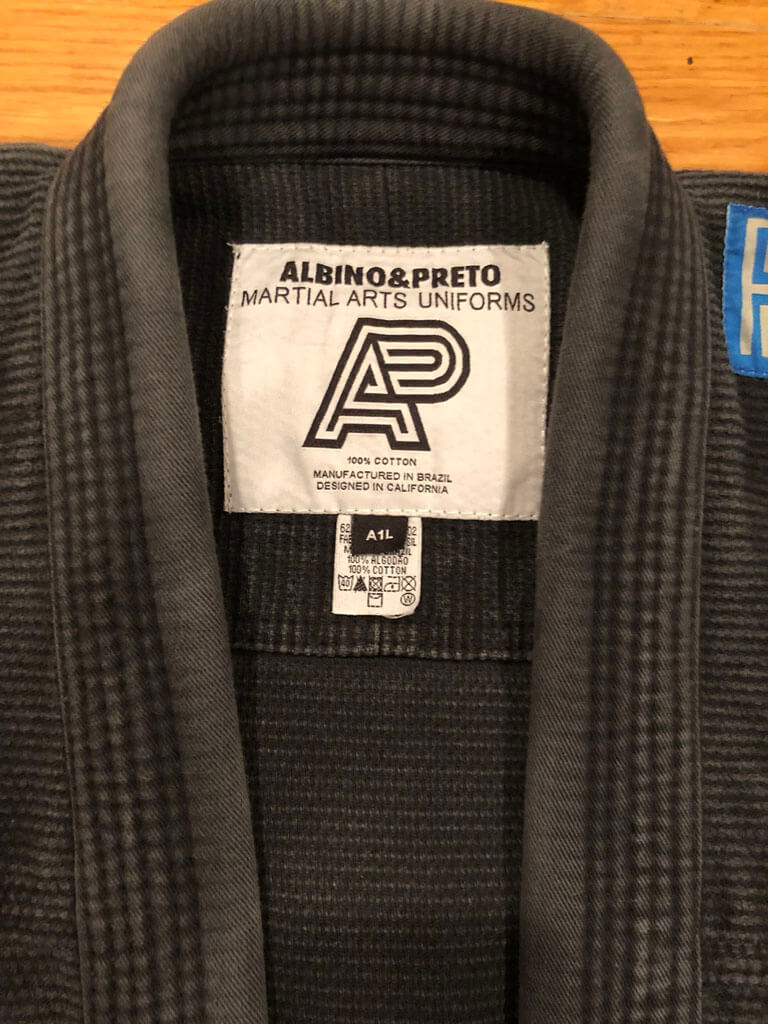 ALBINO&PRETO
MARTIAL ARTS UNIFORMS
AP
100% COTTON
MANUFACTURED IN BRAZIL
DESIGNED IN CALIFORNIA
A1L
100% ALGODAO
100% COTTON
40
W